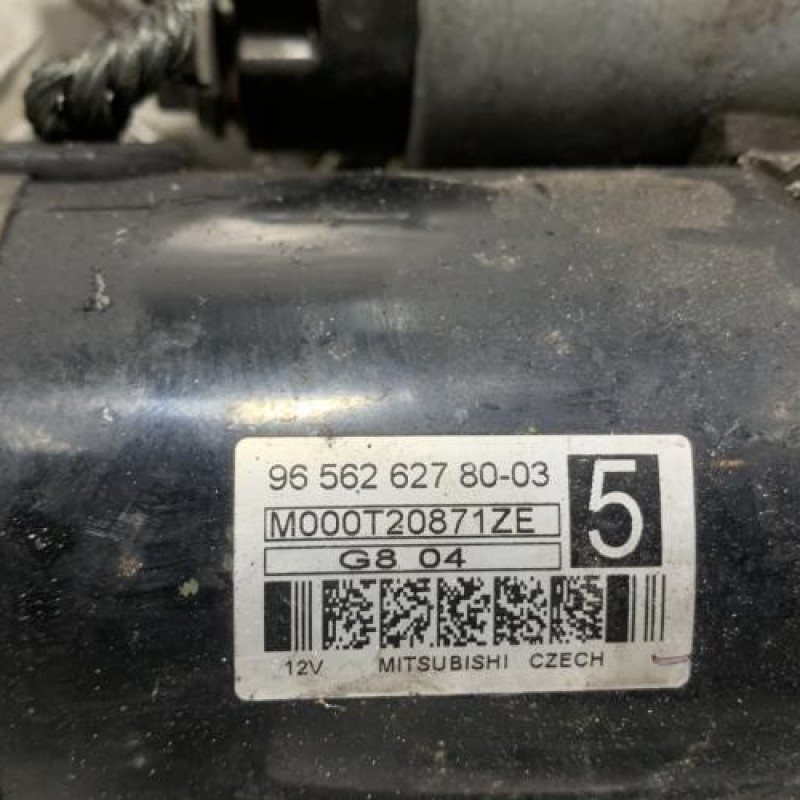 96 562 627 80-03
5
M000T20871ZE
G8 04
12V MITSUBISHI CZECH